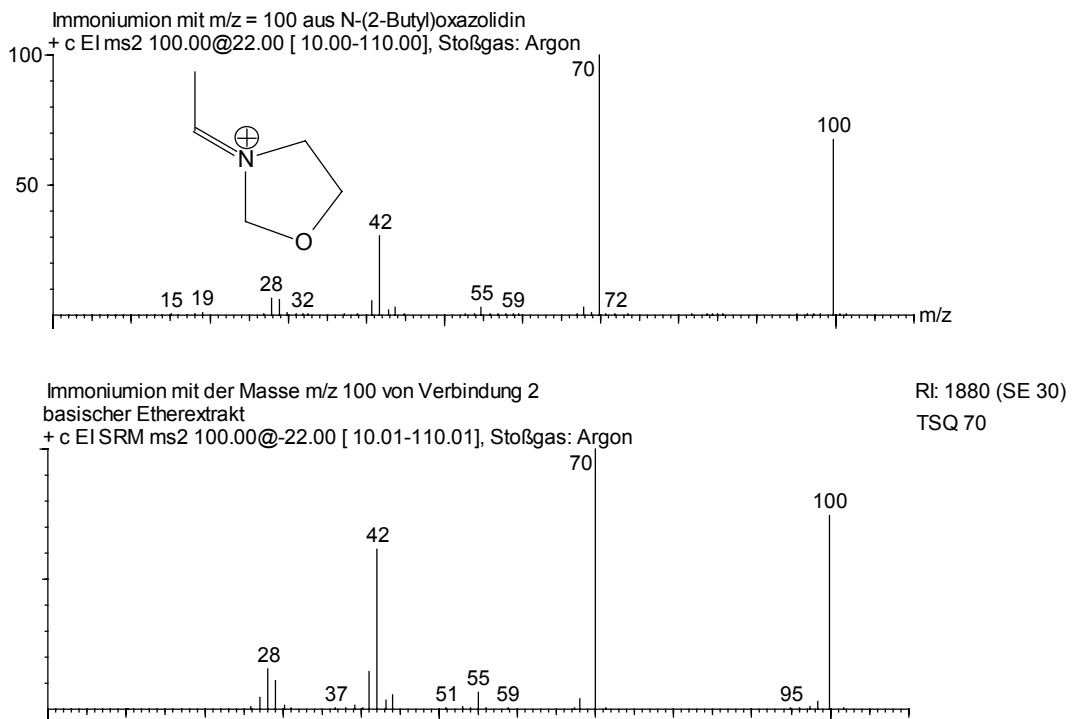 Immoniumion mit m/z = 100 aus N-(2-Butyl)oxazolidin
+ c EI ms2 100.00@22.00 [ 10.00-110.00], Stoßgas: Argon
100
70
100
N
50
O
42
28
15 19
32
55
59
72
m/z
Immoniumion mit der Masse m/z 100 von Verbindung 2
RI: 1880 (SE 30)
basischer Etherextrakt
TSQ 70
+ c EI SRM ms2 100.00@-22.00 [ 10.01-110.01], Stoßgas: Argon
70
100
42
28
55
37
51
59
95